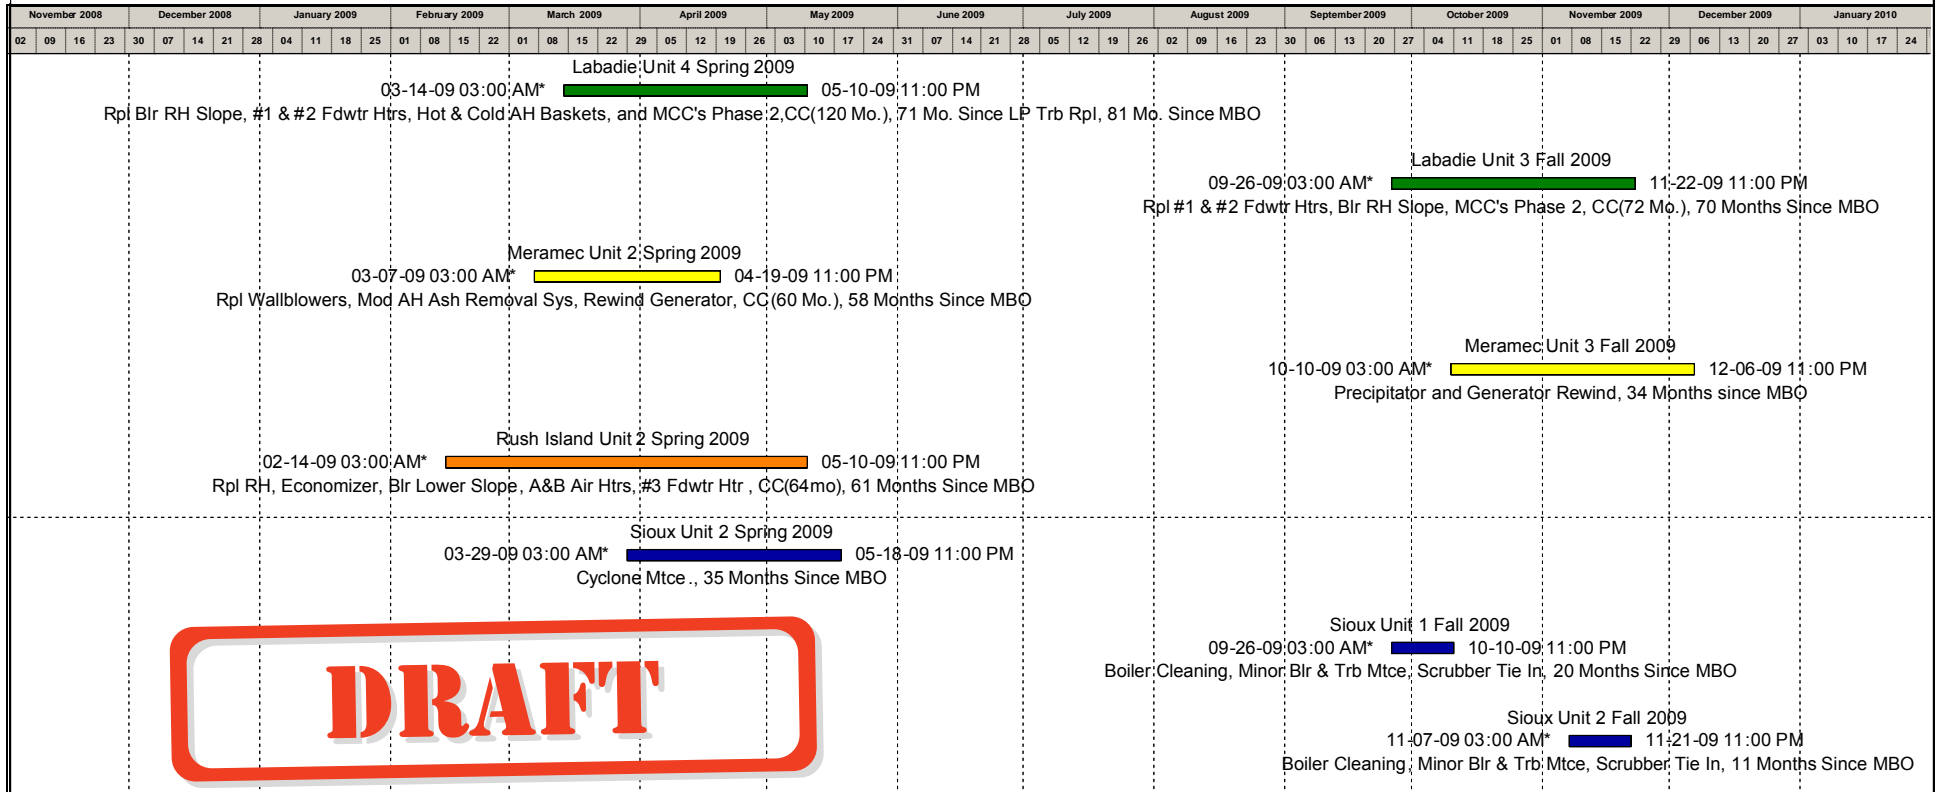 November 2008 December 2008 January 2009 February 2009 March 2009 April 2009 May 2009 June 2009 July 2009 August 2009 September 2009 October 2009 November 2009 December 2009 January 2010
02 09 16 23 30 07 14 21 28 04 11 18 25 01 08 15 22 01 08 15 22 29 05 12 19 26 03 10 17 24 31 07 14 21 28 05 12 19 26 02 09 16 23 30 06 13 20 27 04 11 18 25 01 08 15 22 29 06 13 20 27 03 10 17 24
Labadie Unit 4 Spring 2009
03-14-09 03:00 AM* 05-10-09 11:00 PM
Rpl Blr RH Slope, #1 & #2 Fdwtr Htrs, Hot & Cold AH Baskets, and MCC's Phase 2,CC(120 Mo.), 71 Mo. Since LP Trb Rpl, 81 Mo. Since MBO
Labadie Unit 3 Fall 2009
09-26-09 03:00 AM* 11-22-09 11:00 PM
Rpl #1 & #2 Fdwtr Htrs, Blr RH Slope, MCC's Phase 2, CC(72 Mo.), 70 Months Since MBO
Meramec Unit 2 Spring 2009
03-07-09 03:00 AM* 04-19-09 11:00 PM
Rpl Wallblowers, Mod AH Ash Removal Sys, Rewind Generator, CC(60 Mo.), 58 Months Since MBO
Meramec Unit 3 Fall 2009
10-10-09 03:00 AM* 12-06-09 11:00 PM
Precipitator and Generator Rewind, 34 Months since MBO
Rush Island Unit 2 Spring 2009
02-14-09 03:00 AM* 05-10-09 11:00 PM
Rpl RH, Economizer, Blr Lower Slope, A&B Air Htrs, #3 Fdwtr Htr , CC(64mo), 61 Months Since MBO
Sioux Unit 2 Spring 2009
03-29-09 03:00 AM* 05-18-09 11:00 PM
Cyclone Mtce., 35 Months Since MBO
Sioux Unit 1 Fall 2009
09-26-09 03:00 AM* 10-10-09 11:00 PM
Boiler Cleaning, Minor Blr & Trb Mtce, Scrubber Tie In, 20 Months Since MBO
Sioux Unit 2 Fall 2009
11-07-09 03:00 AM* 11-21-09 11:00 PM
Boiler Cleaning, Minor Blr & Trb Mtce, Scrubber Tie In, 11 Months Since MBO
DRAFT